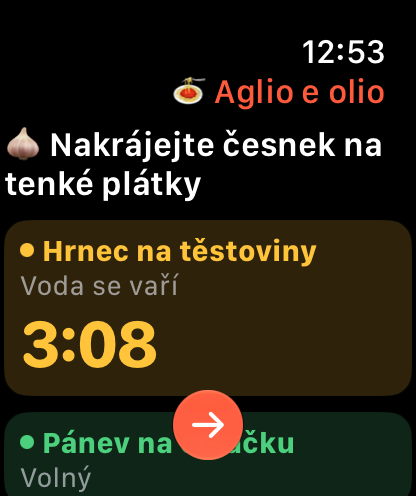 12:53
Aglio e olio
Nakrájejte česnek na
tenké plátky
Hrnec na těstoviny
Voda se vaří
3:08
Pánev na
Volný